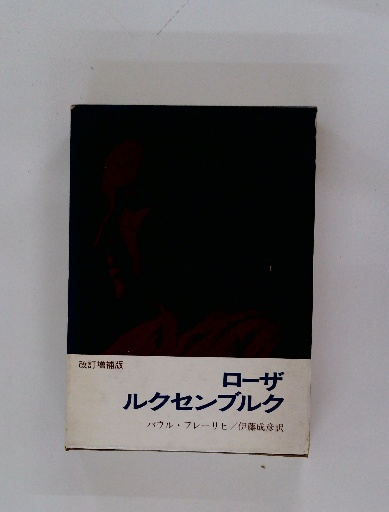 改訂増補版
ローザ
ルクセンブルク
パウル・フレーリヒ／伊藤成彦訳